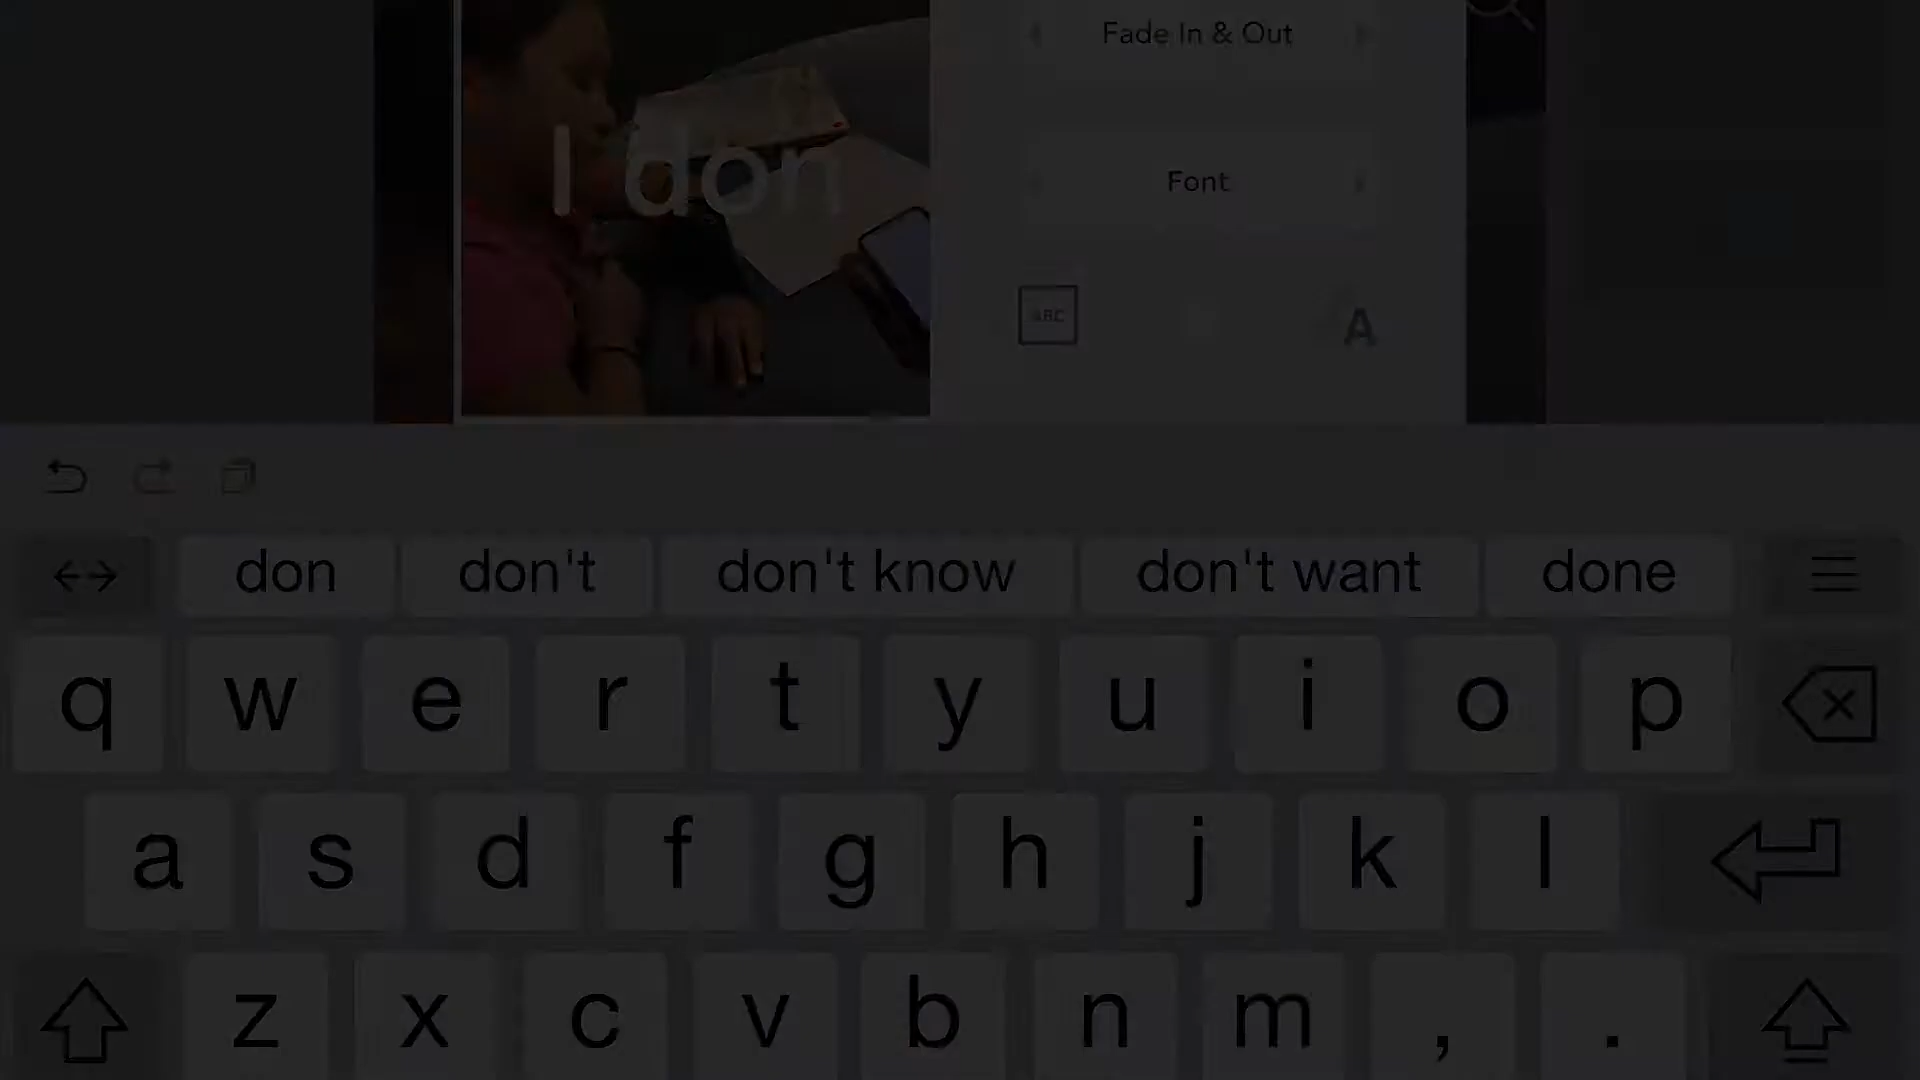 Fade In & Out
I don
Font
ABC
A
don don't don't know don't want done
q w e r t y u i o p
a s d f g h j k l
z x c v b n m , .